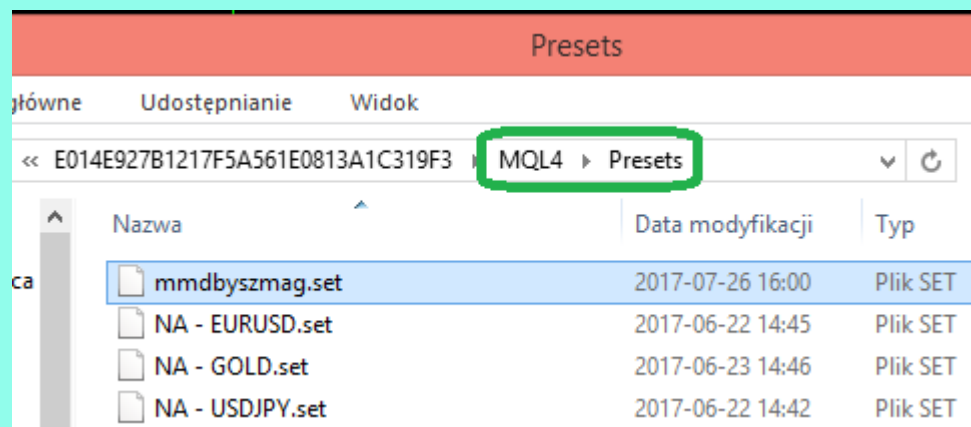 Presets
główne Udostępnianie Widok
« E014E927B1217F5A561E0813A1C319F3 MQL4 Presets
Nazwa Data modyfikacji Typ
ca
mmdbyszmag.set 2017-07-26 16:00 Plik SET
NA - EURUSD.set 2017-06-22 14:45 Plik SET
NA - GOLD.set 2017-06-23 14:46 Plik SET
NA - USDJPY.set 2017-06-22 14:42 Plik SET